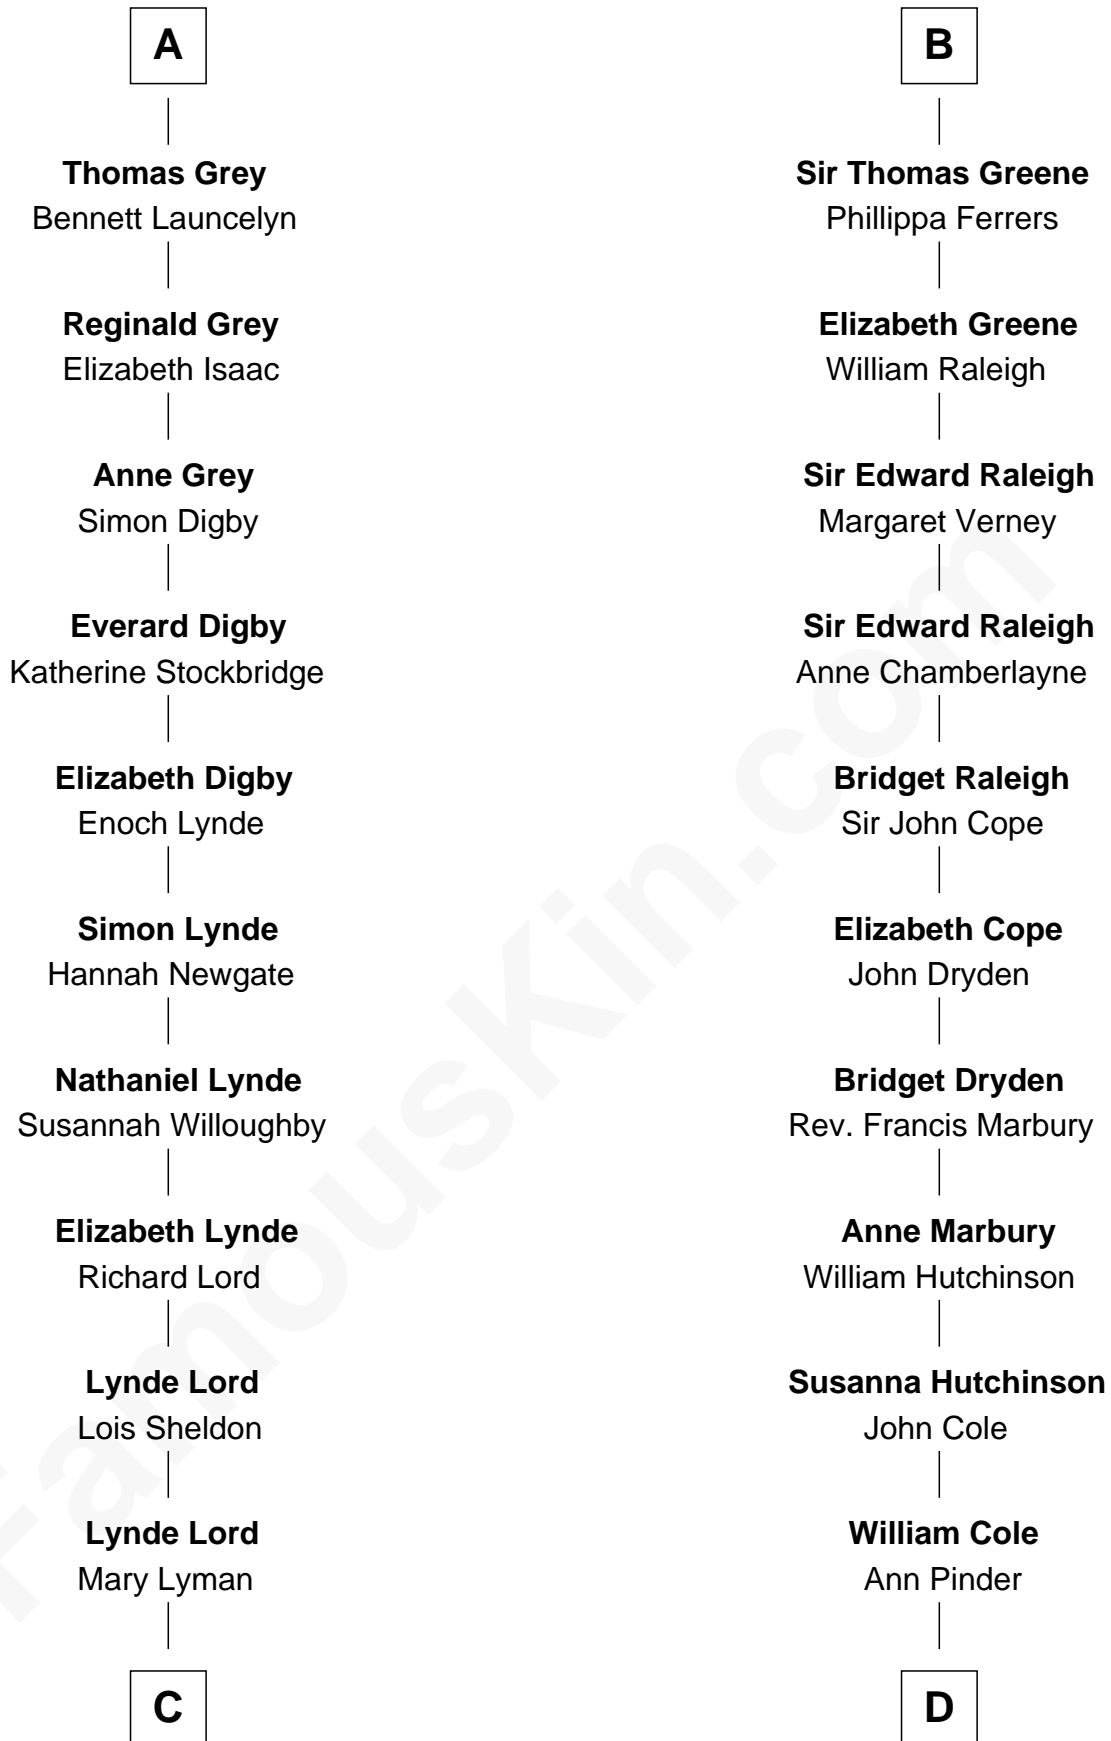 A
Thomas Grey
Bennett Launcelyn
Reginald Grey
Elizabeth Isaac
Anne Grey
Simon Digby
Everard Digby
Katherine Stockbridge
Elizabeth Digby
Enoch Lynde
Simon Lynde
Hannah Newgate
Nathaniel Lynde
Susannah Willoughby
Elizabeth Lynde
Richard Lord
Lynde Lord
Lois Sheldon
Lynde Lord
Mary Lyman
C
B
Sir Thomas Greene
Phillippa Ferrers
Elizabeth Greene
William Raleigh
Sir Edward Raleigh
Margaret Verney
Sir Edward Raleigh
Anne Chamberlayne
Bridget Raleigh
Sir John Cope
Elizabeth Cope
John Dryden
Bridget Dryden
Rev. Francis Marbury
Anne Marbury
William Hutchinson
Susanna Hutchinson
John Cole
William Cole
Ann Pinder
D
FamousKin.com